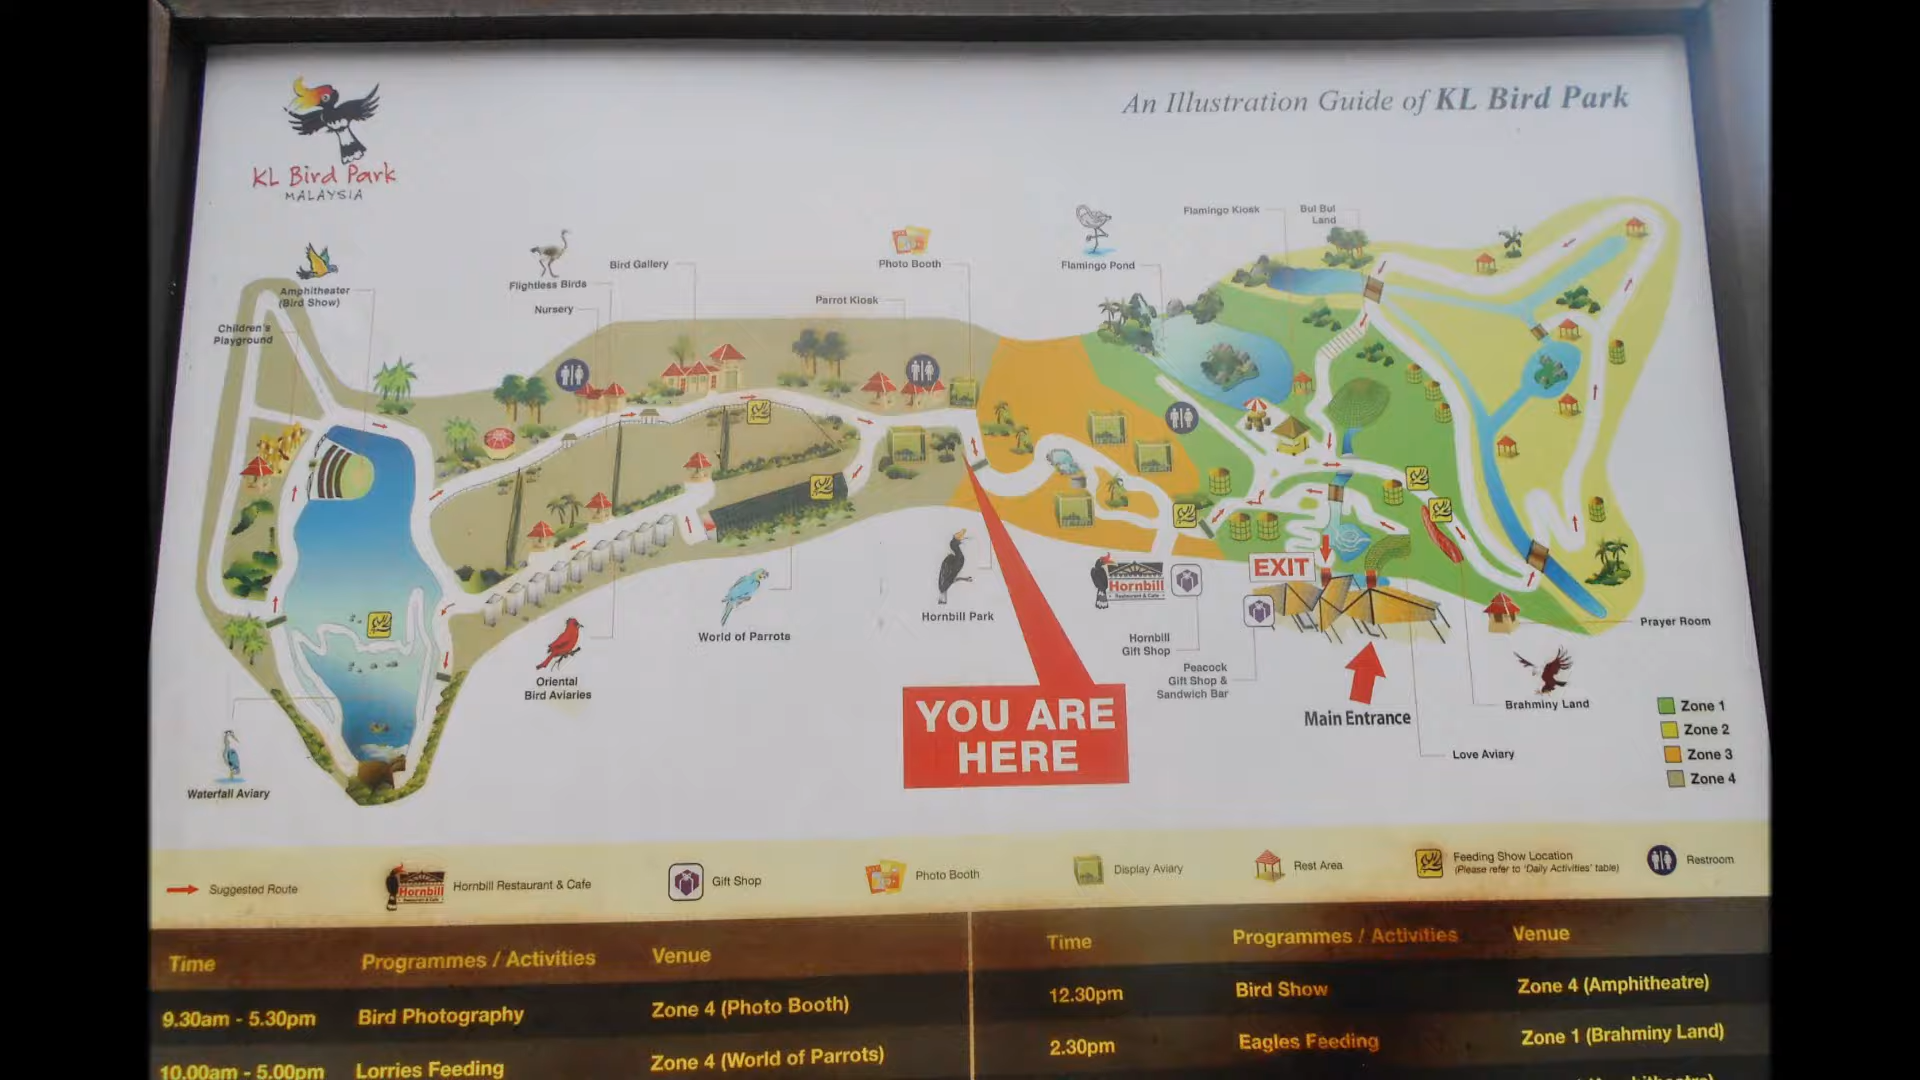 An Illustration Guide of KL Bird Park
KL Bird Park
MALAYSIA
Flamingo Kiosk
Bul Bul
Land
Flamingo Pond
Photo Booth
Bird Gallery
Flightless Birds
Parrot Kiosk
Nursery
Amphitheater
(Bird Show)
Children's
Playground
EXIT
Hornbill
Restaurant & Cafe
Hornbill Park
World of Parrots
Oriental
Bird Aviaries
Hornbill
Gift Shop
Peacock
Gift Shop &
Sandwich Bar
Prayer Room
Brahminy Land
Main Entrance
Love Aviary
YOU ARE
HERE
Waterfall Aviary
Zone 1
Zone 2
Zone 3
Zone 4
Suggested Route
Hornbill
Restaurant & Cafe
Hornbill Restaurant & Cafe
Gift Shop
Photo Booth
Display Aviary
Rest Area
Feeding Show Location
(Please refer to 'Daily Activities' table)
Restroom
Time Programmes / Activities Venue
9.30am - 5.30pm Bird Photography Zone 4 (Photo Booth)
10.00am - 5.00pm Lorries Feeding Zone 4 (World of Parrots)
Time Programmes / Activities Venue
12.30pm Bird Show Zone 4 (Amphitheatre)
2.30pm Eagles Feeding Zone 1 (Brahminy Land)